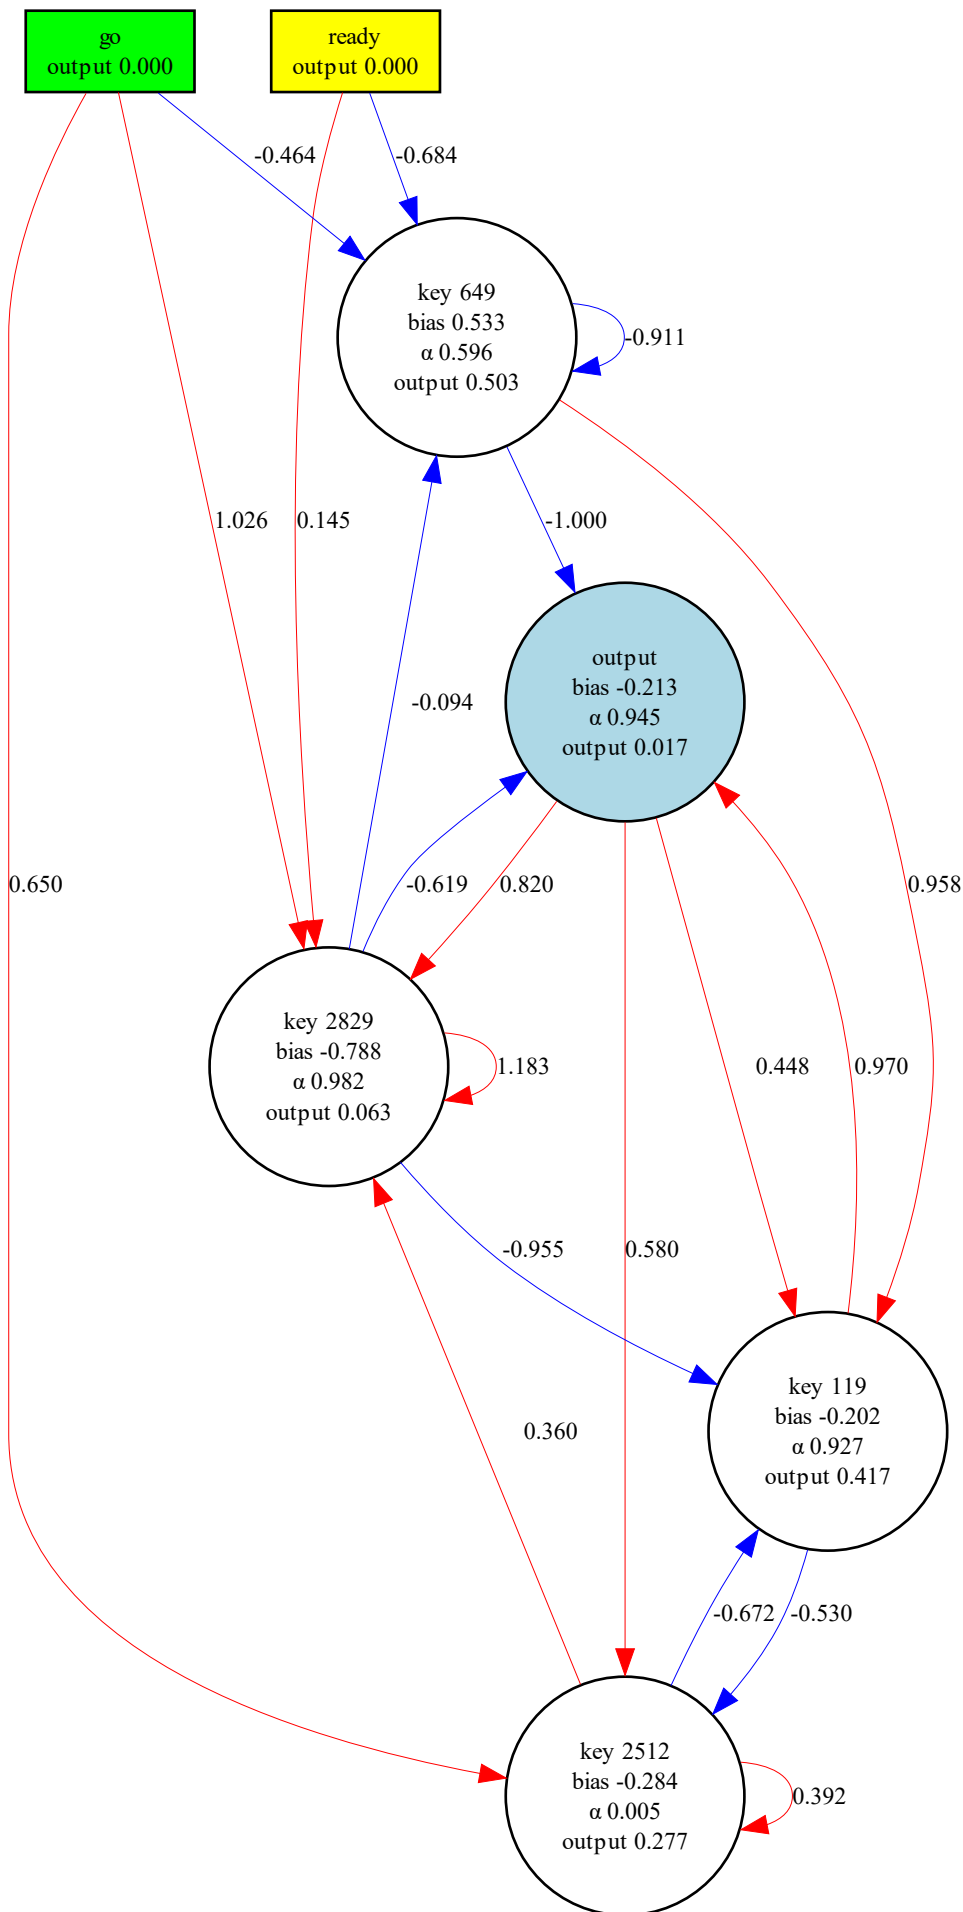 go
output 0.000
ready
output 0.000
-0.464
-0.684
key 649
bias 0.533
α 0.596
output 0.503
-0.911
1.026
0.145
-1.000
output
bias -0.213
α 0.945
output 0.017
-0.094
0.650
-0.619
0.820
0.958
key 2829
bias -0.788
α 0.982
output 0.063
1.183
0.448
0.970
-0.955
0.580
key 119
bias -0.202
α 0.927
output 0.417
0.360
-0.672
-0.530
key 2512
bias -0.284
α 0.005
output 0.277
0.392